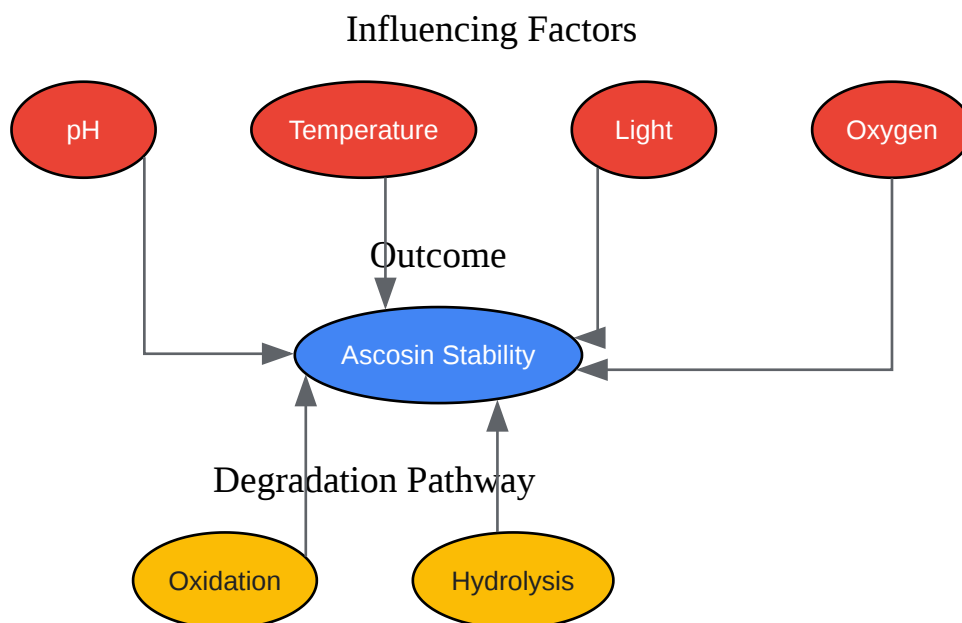 Influencing Factors
pH
Temperature
Light
Oxygen
Outcome
Ascosin Stability
Degradation Pathway
Oxidation
Hydrolysis